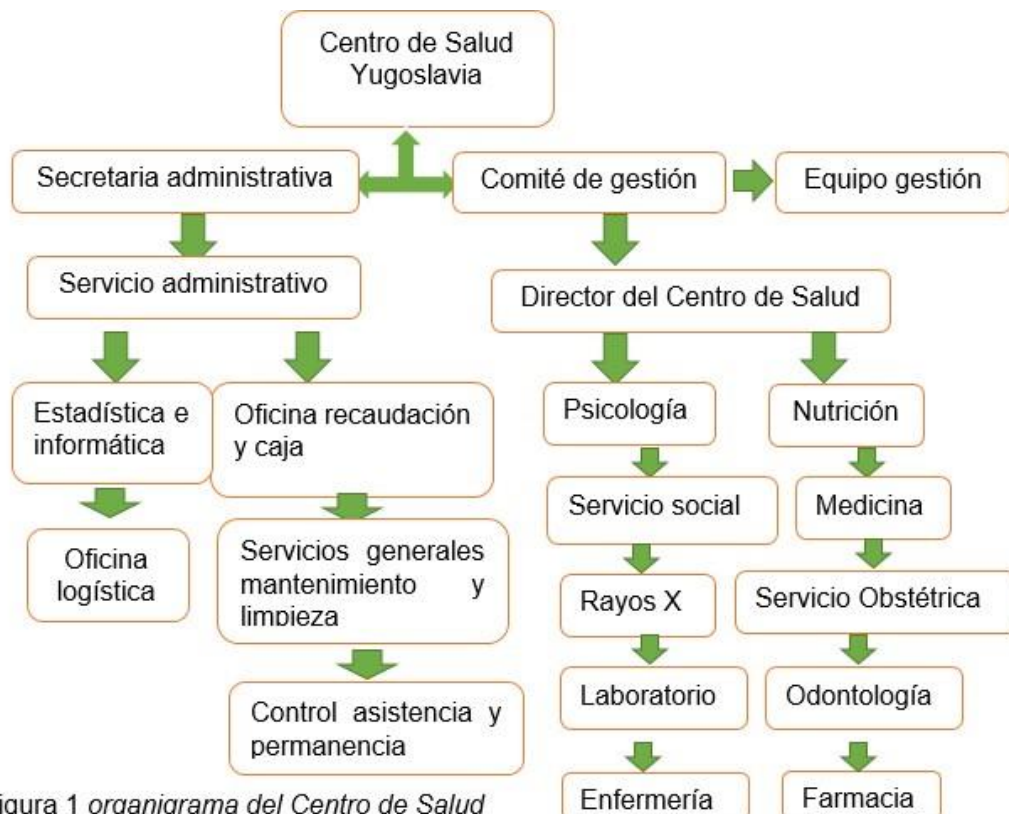 Centro de Salud
Yugoslavia
Secretaria administrativa
Comité de gestión
Equipo gestión
Servicio administrativo
Director del Centro de Salud
Estadística e
informática
Oficina recaudación
y caja
Psicología
Nutrición
Oficina
logística
Servicios generales
mantenimiento y
limpieza
Servicio social
Medicina
Rayos X
Servicio Obstétrica
Control asistencia y
permanencia
Laboratorio
Odontología
Enfermería
Farmacia
igura 1 organigrama del Centro de Salud